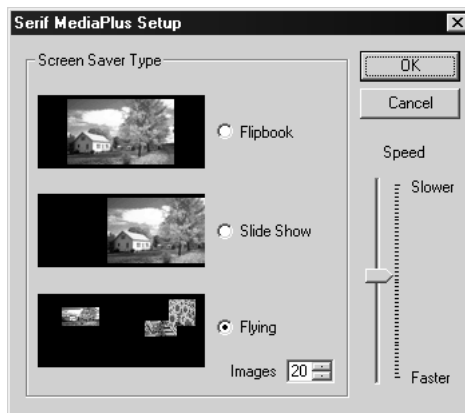 Serif MediaPlus Setup
Screen Saver Type
Flipbook
Slide Show
Flying
Images 20
OK
Cancel
Speed
Slower
Faster